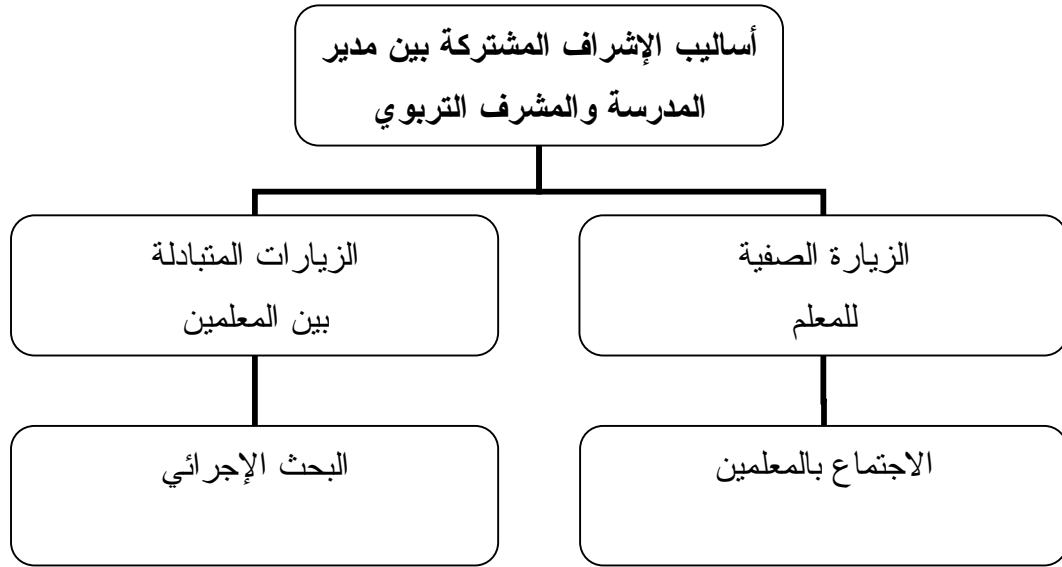 أساليب الإشراف المشتركة بين مدير
المدرسة والمشرف التربوي
الزيارة الصفية
للمعلم
الزيارات المتبادلة
بين المعلمين
الاجتماع بالمعلمين
البحث الإجرائي